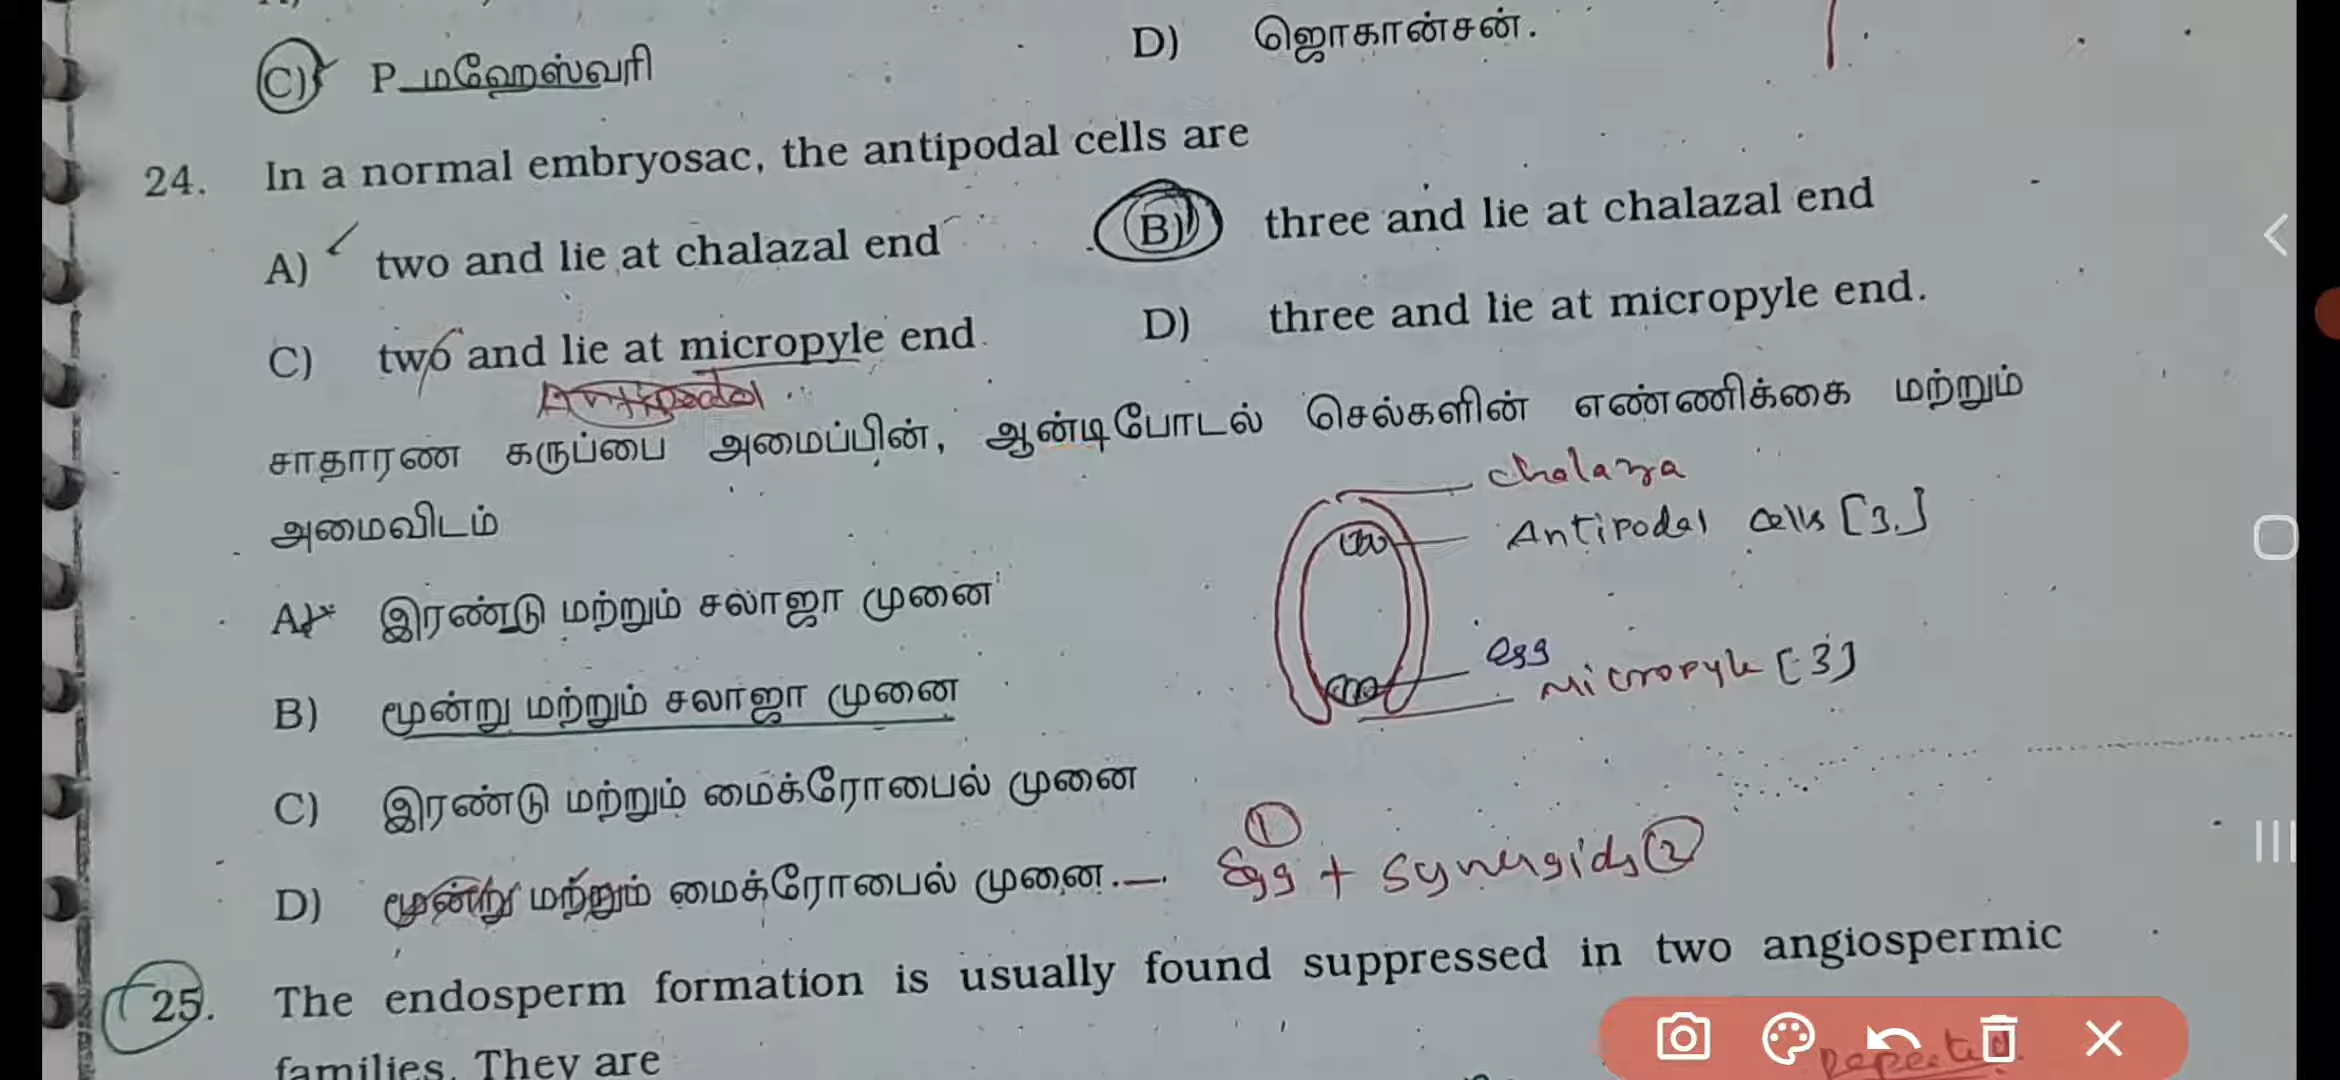 C) P மஹேஸ்வரி
D) ஜொகான்சன்.
24. In a normal embryosac, the antipodal cells are
A) two and lie at chalazal end
B) three and lie at chalazal end
C) two and lie at micropyle end
D) three and lie at micropyle end.
Antipodal
சாதாரண கருப்பை அமைப்பின், ஆன்டிபோடல் செல்களின் எண்ணிக்கை மற்றும்
அமைவிடம்
chalaza
Antipodal cells [3]
egg
Micropyle [3]
A) இரண்டு மற்றும் சலாஜா முனை
B) மூன்று மற்றும் சலாஜா முனை
C) இரண்டு மற்றும் மைக்ரோபைல் முனை
D) மூன்று மற்றும் மைக்ரோபைல் முனை.
1
Egg + Synergids 2
25. The endosperm formation is usually found suppressed in two angiospermic
families. They are
Repeated